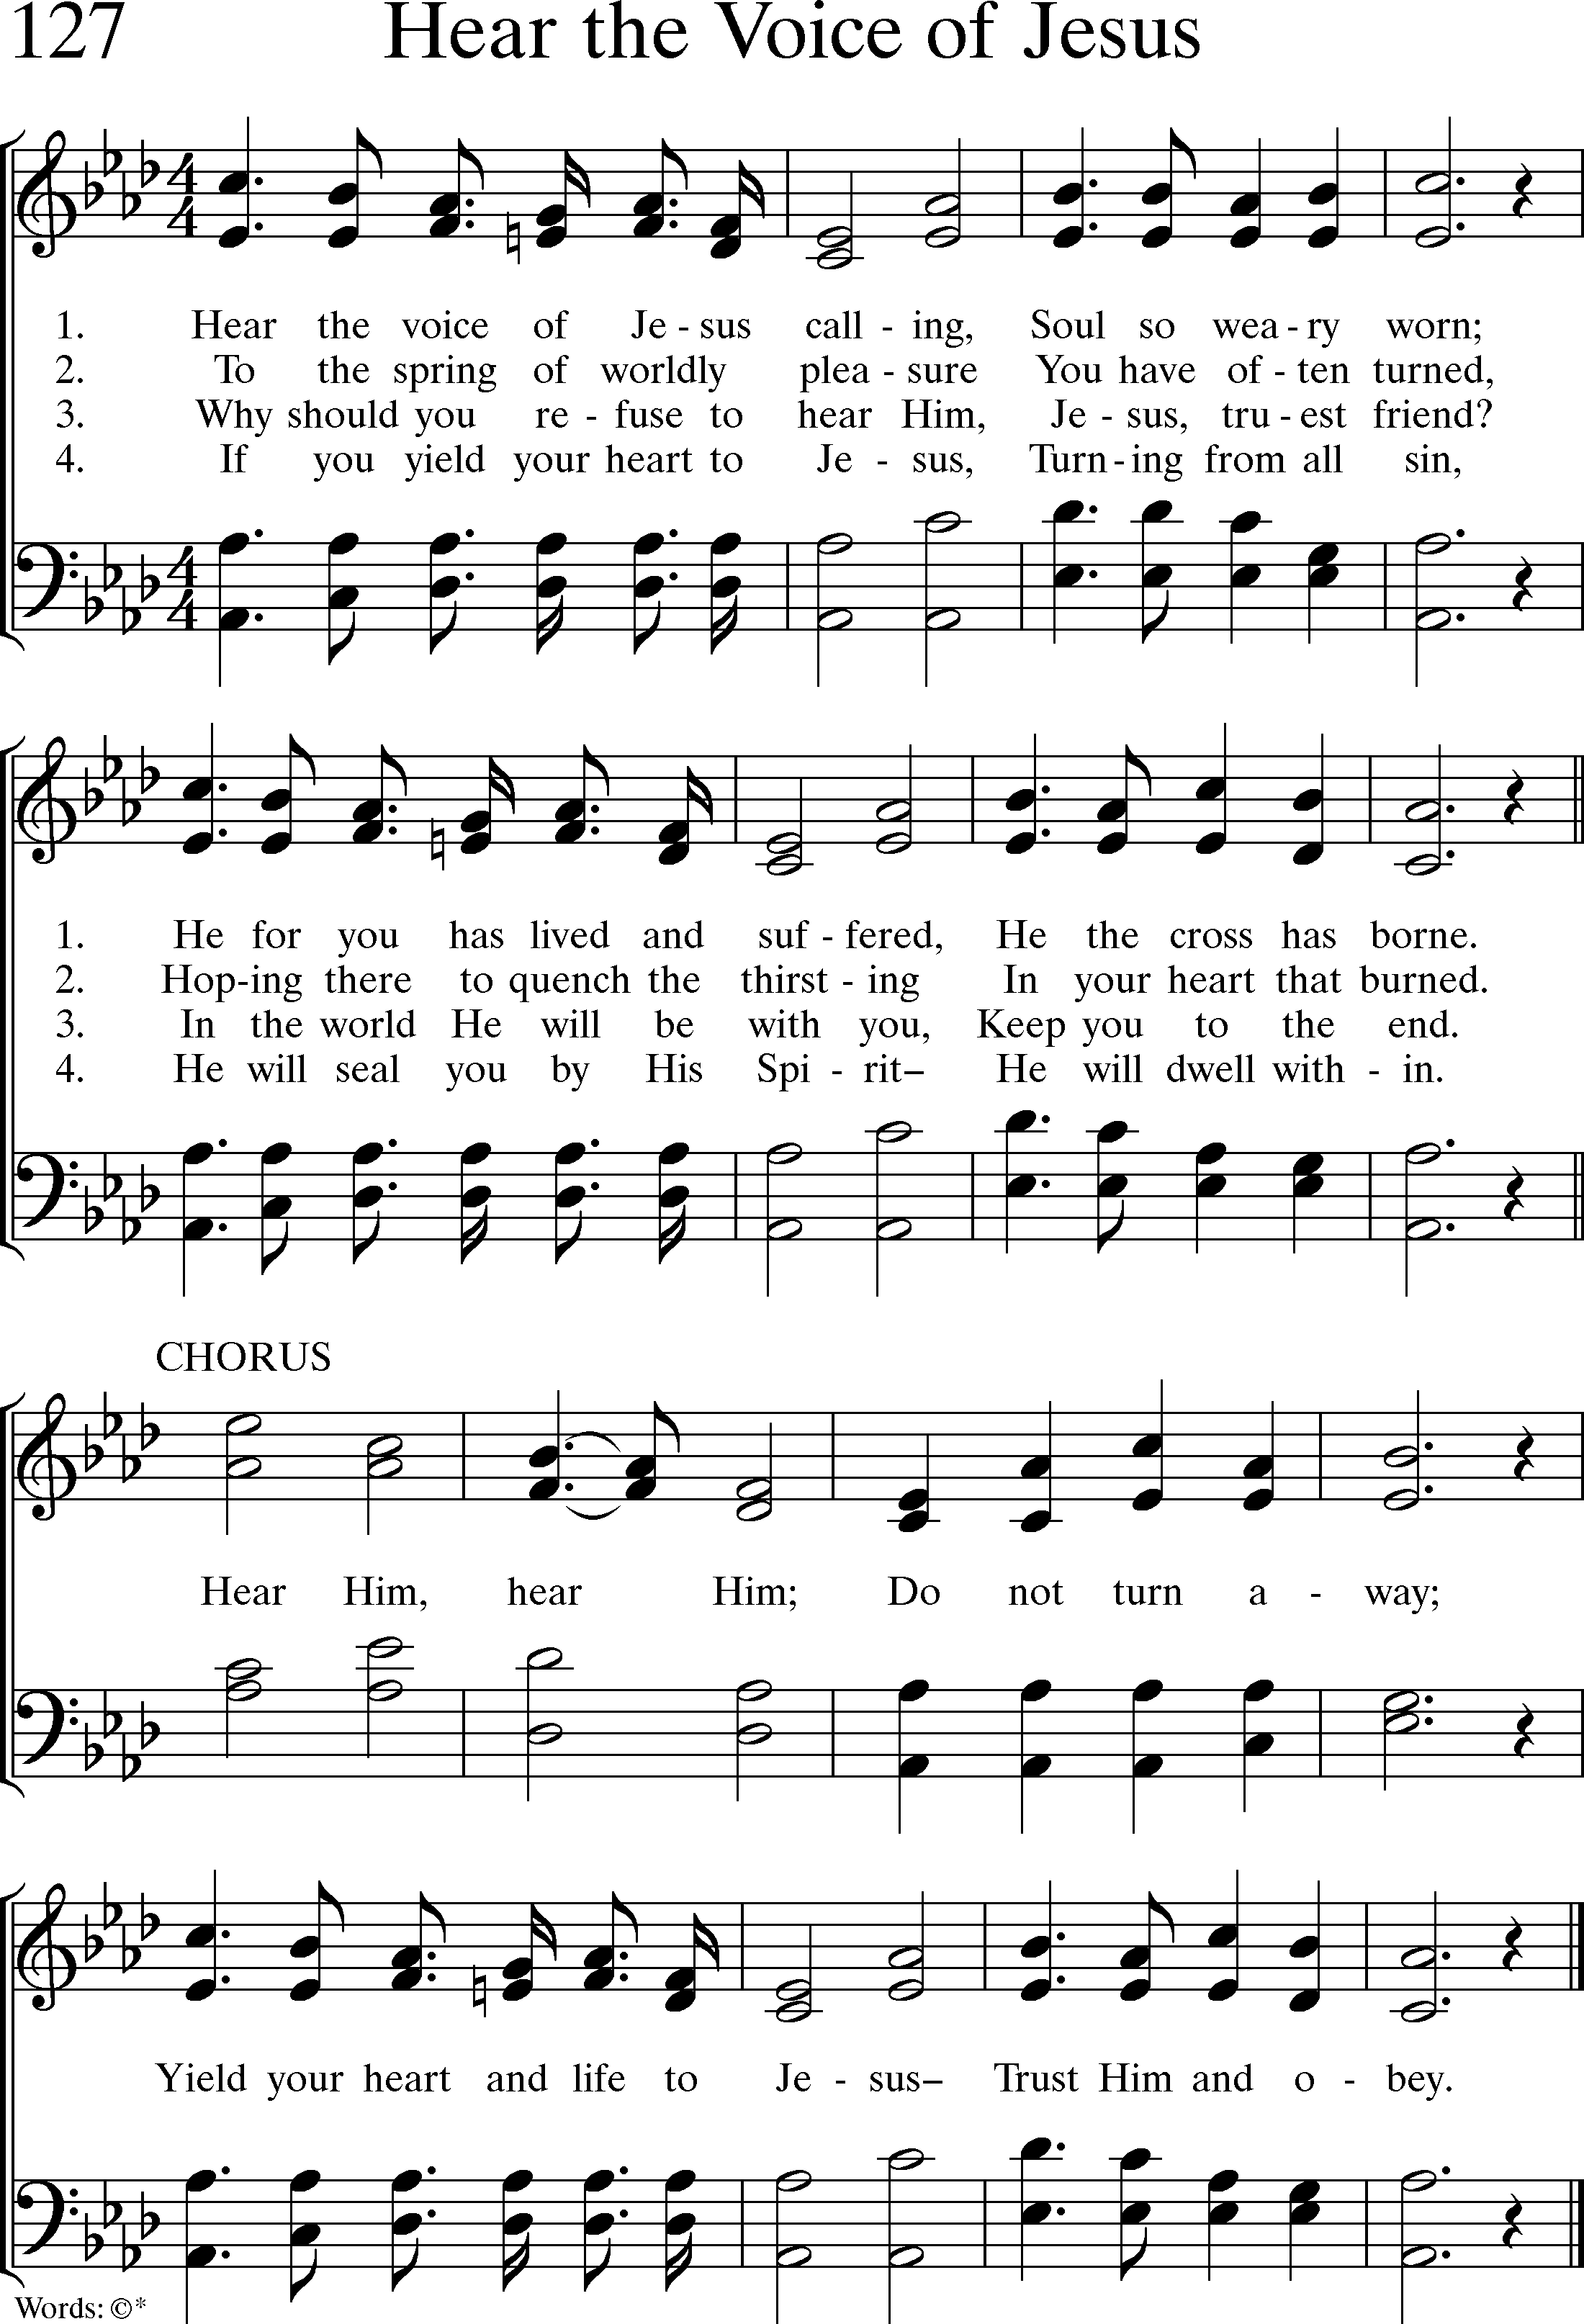 127 Hear the Voice of Jesus
1. Hear the voice of Je - sus call - ing, Soul so wea - ry worn;
2. To the spring of worldly plea - sure You have of - ten turned,
3. Why should you re - fuse to hear Him, Je - sus, tru - est friend?
4. If you yield your heart to Je - sus, Turn - ing from all sin,
1. He for you has lived and suf - fered, He the cross has borne.
2. Hop-ing there to quench the thirst - ing In your heart that burned.
3. In the world He will be with you, Keep you to the end.
4. He will seal you by His Spi - rit– He will dwell with - in.
CHORUS
Hear Him, hear Him; Do not turn a - way;
Yield your heart and life to Je - sus– Trust Him and o - bey.
Words: ©*